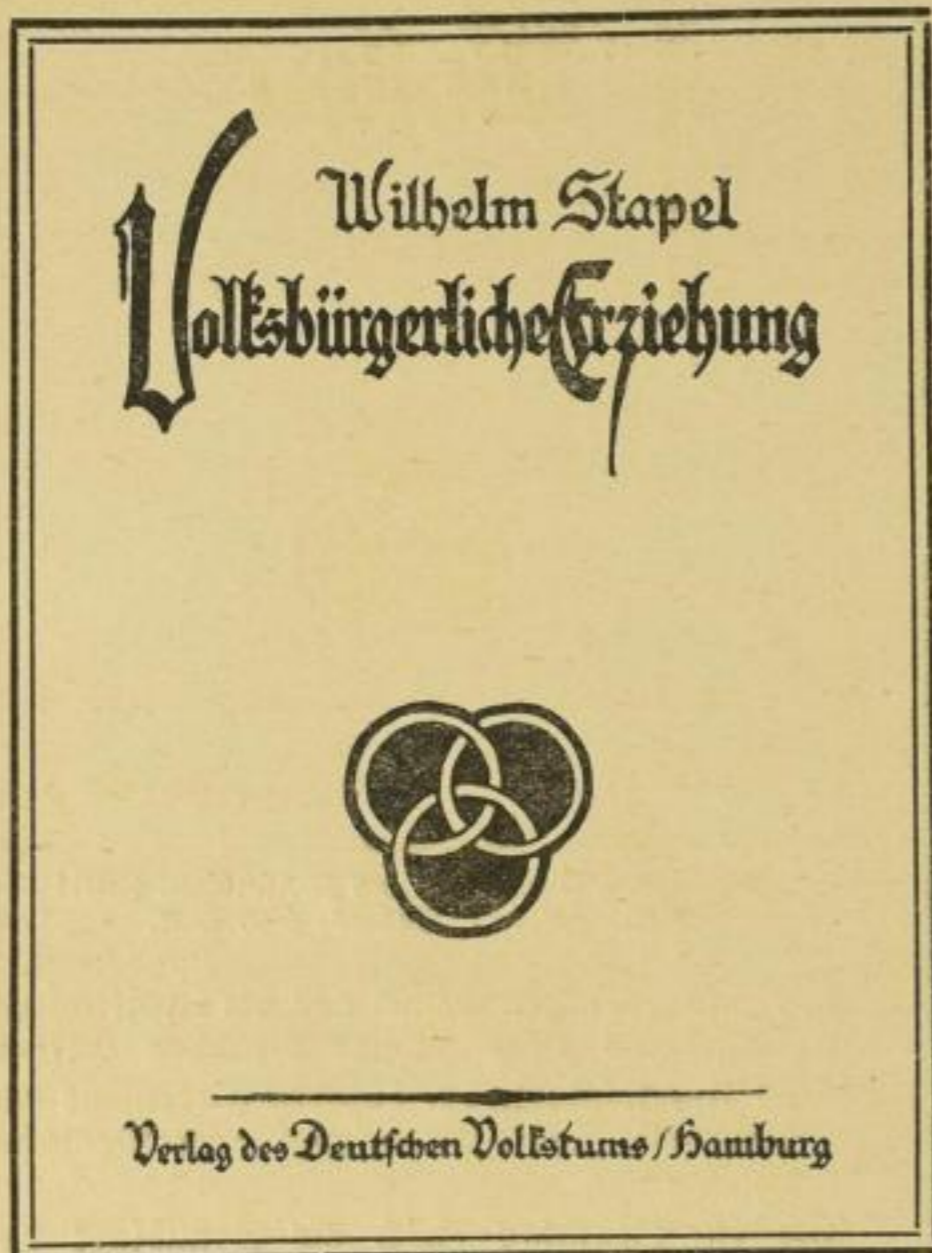 Wilhelm Stapel
Volksbürgerliche Erziehung
Verlag des Deutschen Volkstums / Hamburg